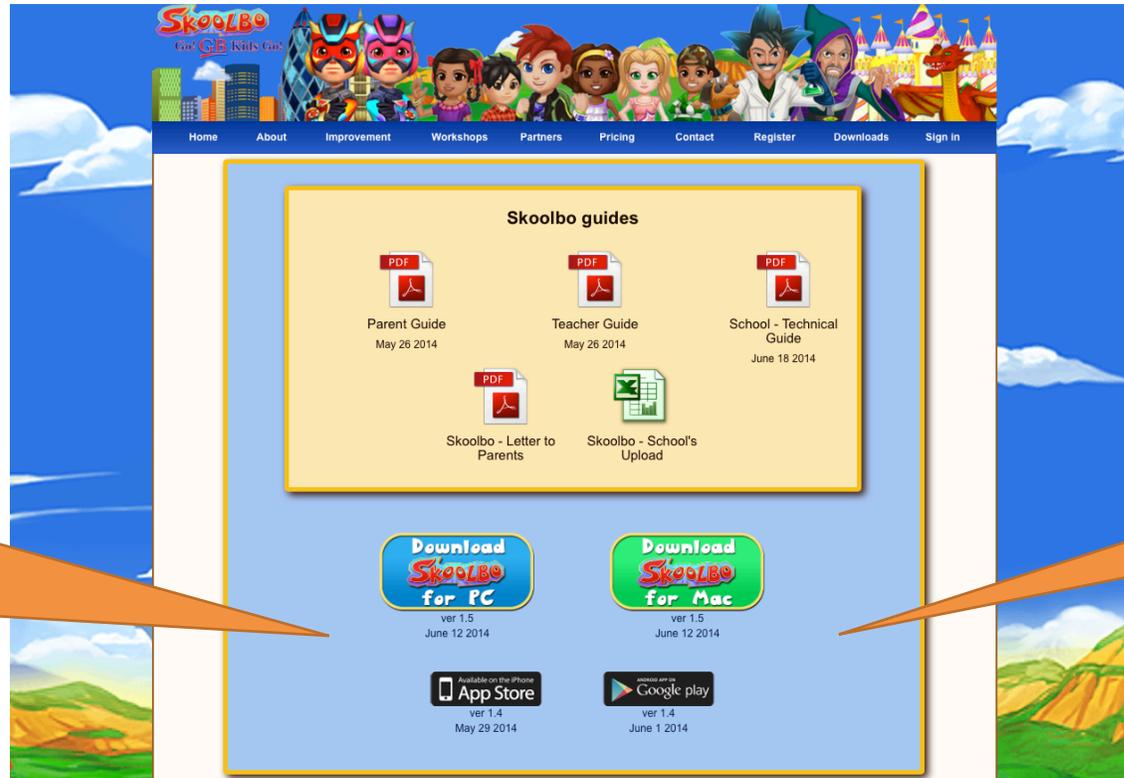 SKOOLBO
Go! GB Kids Go!
Home About Improvement Workshops Partners Pricing Contact Register Downloads Sign in
Skoolbo guides
PDF PDF PDF
Parent Guide Teacher Guide School - Technical
Guide
May 26 2014 May 26 2014 June 18 2014
PDF
Skoolbo - Letter to
Parents
Skoolbo - School's
Upload
Download
SKOOLBO
for PC
ver 1.5
June 12 2014
Download
SKOOLBO
for Mac
ver 1.5
June 12 2014
Available on the iPhone
App Store
ver 1.4
May 29 2014
ANDROID APP ON
Google play
ver 1.4
June 1 2014